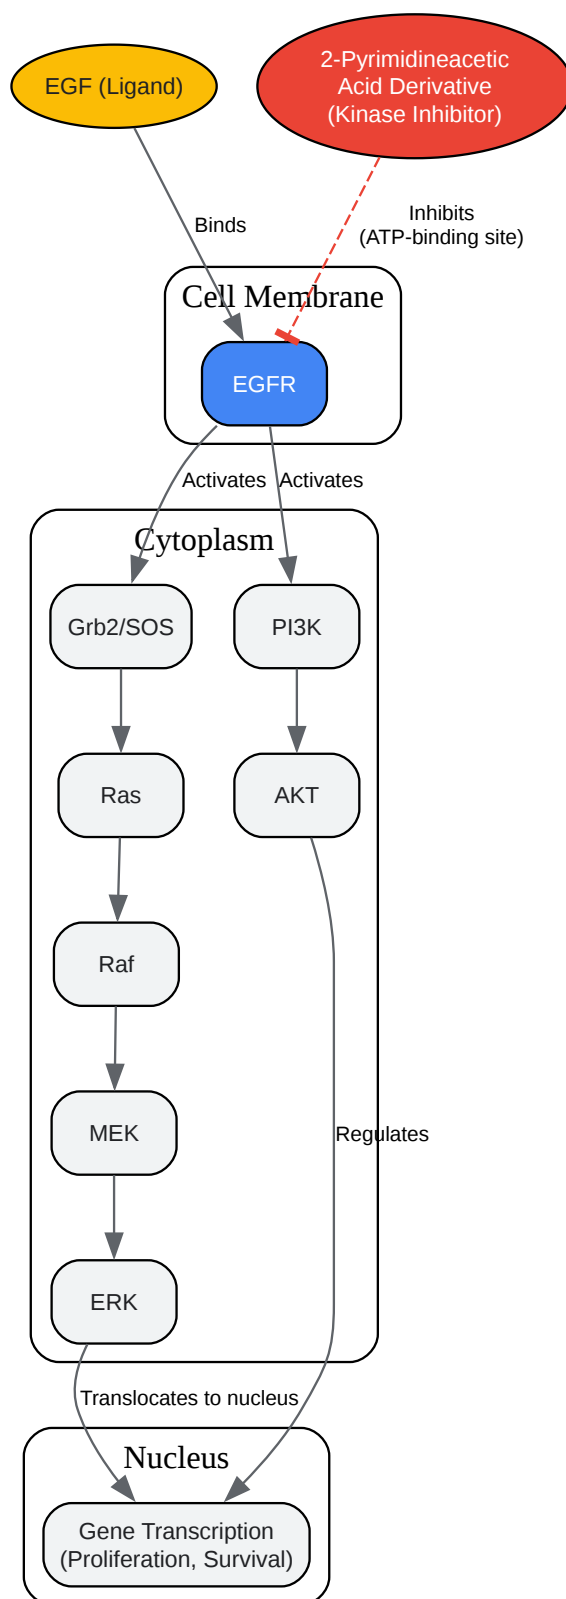 EGF (Ligand)
2-Pyrimidineacetic
Acid Derivative
(Kinase Inhibitor)
Binds
Inhibits
(ATP-binding site)
Cell Membrane
EGFR
Activates
Activates
Cytoplasm
Grb2/SOS
PI3K
Ras
AKT
Raf
MEK
Regulates
ERK
Translocates to nucleus
Nucleus
Gene Transcription
(Proliferation, Survival)